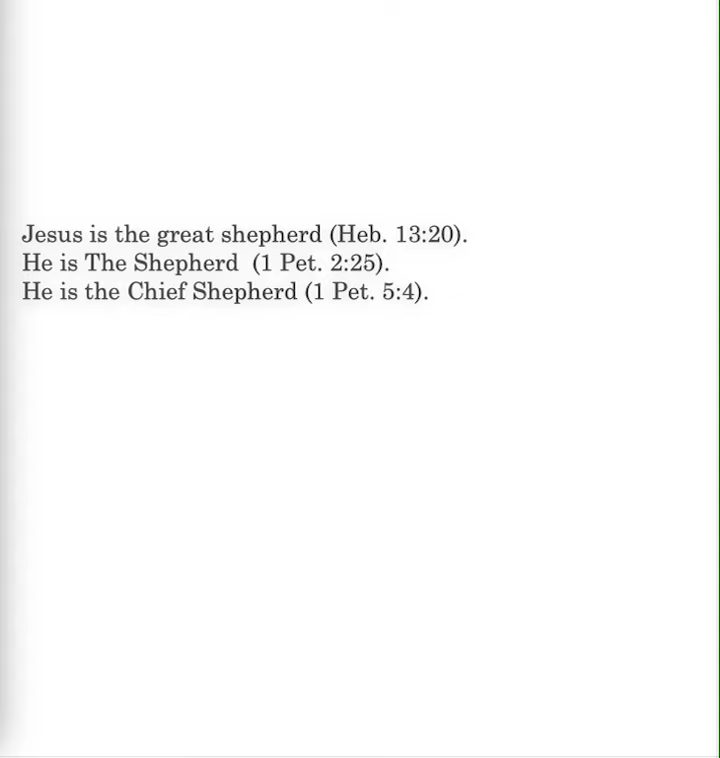 Jesus is the great shepherd (Heb. 13:20).
He is The Shepherd  (1 Pet. 2:25).
He is the Chief Shepherd (1 Pet. 5:4).